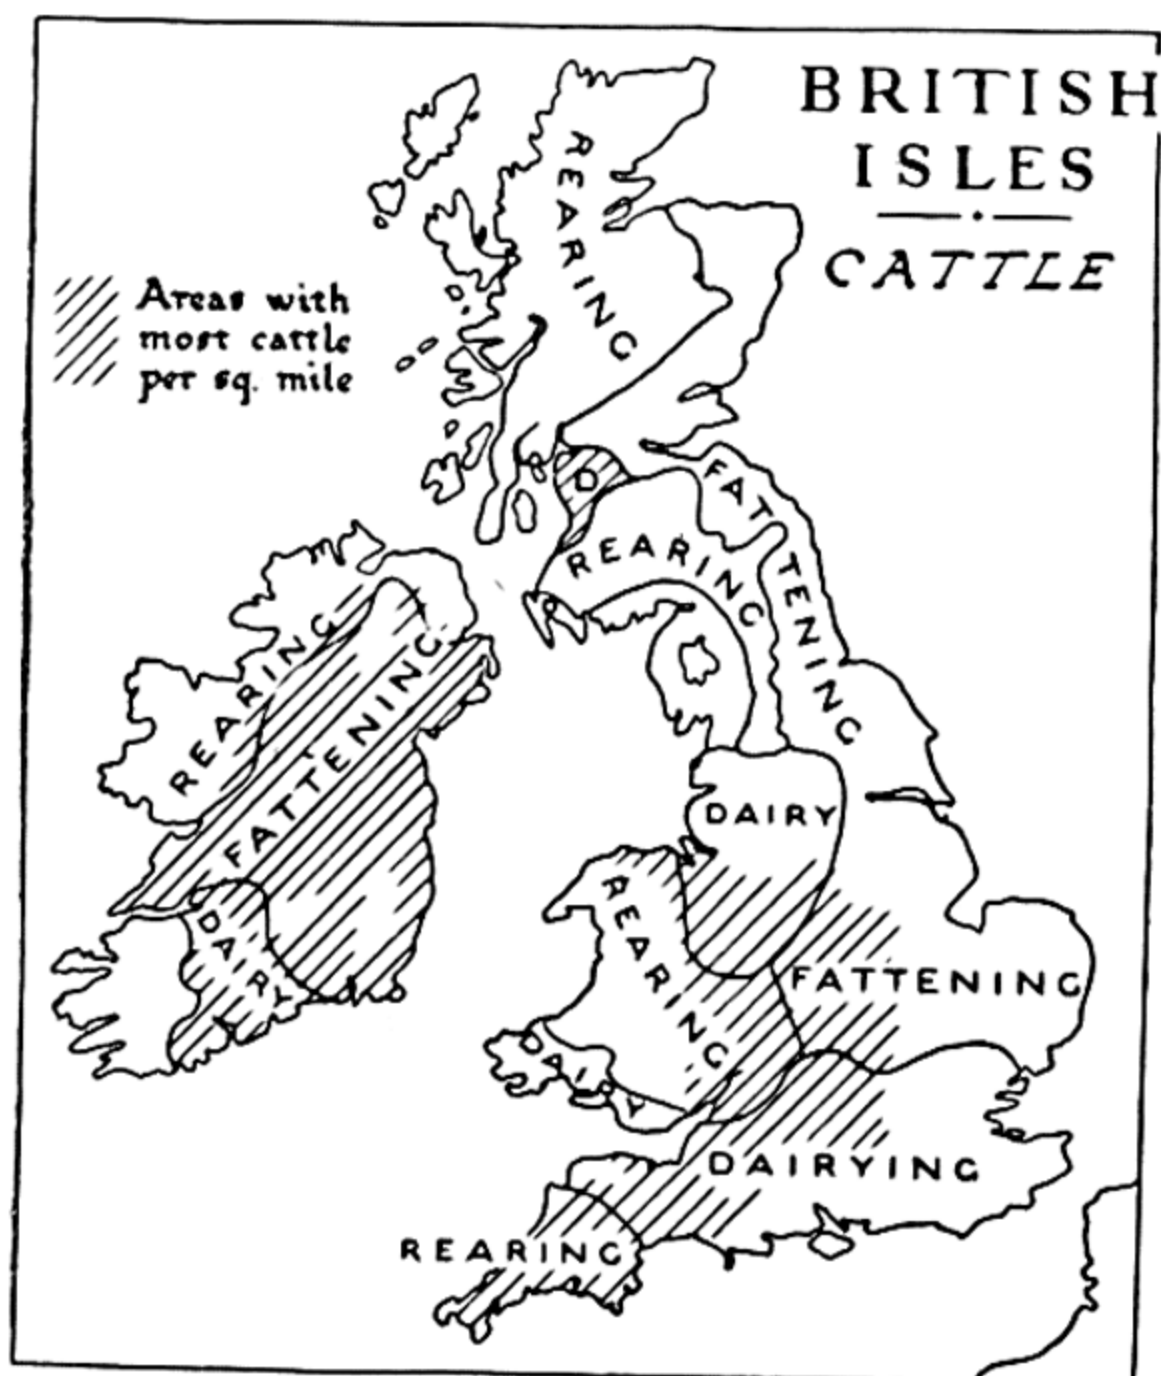 BRITISH
ISLES
CATTLE
Areas with
most cattle
per sq. mile
REARING
D
FATTENING
REARING
REARING
FATTENING
DAIRY
DAIRY
REARING
FATTENING
DAIRY
DAIRYING
REARING